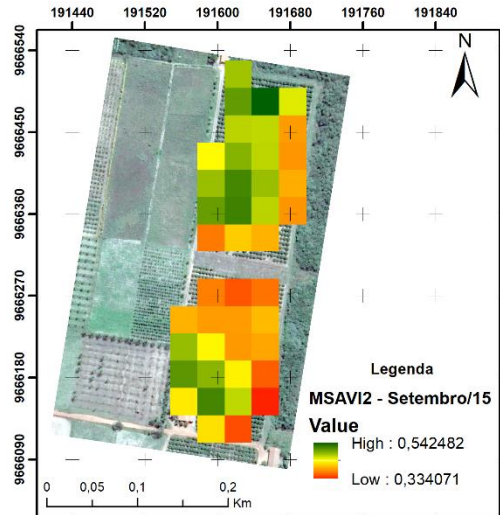 191440 191520 191600 191680 191760 191840
9666540
N
9666450
9666360
9666270
9666180
9666090
Legenda
MSAVI2 - Setembro/15
Value
High : 0,542482
Low : 0,334071
0 0,05 0,1 0,2
Km